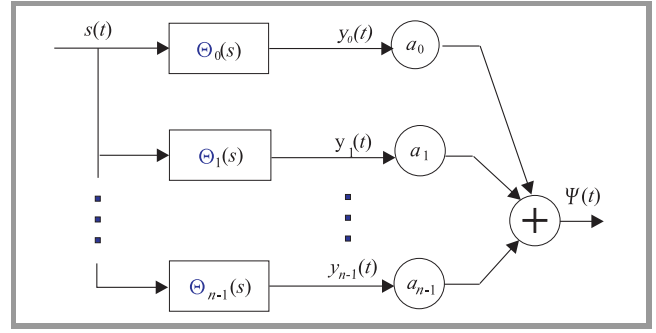 s(t)
Θ₀(s) y₀(t) a₀
Θ₁(s) y₁(t) a₁
Ψ(t)
+
Θₙ₋₁(s) yₙ₋₁(t) aₙ₋₁